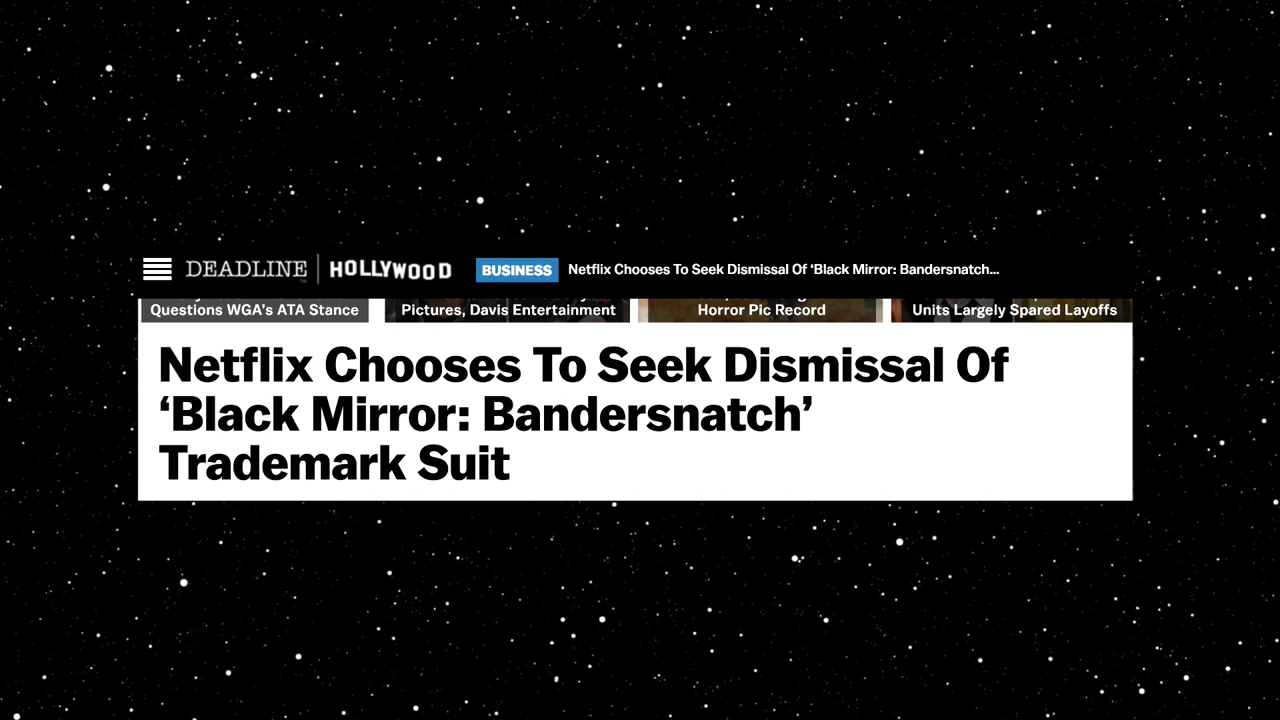 DEADLINE HOLLYWOOD BUSINESS Netflix Chooses To Seek Dismissal Of ‘Black Mirror: Bandersnatch...
Questions WGA’s ATA Stance
Pictures, Davis Entertainment
Horror Pic Record
Units Largely Spared Layoffs
Netflix Chooses To Seek Dismissal Of
‘Black Mirror: Bandersnatch’
Trademark Suit